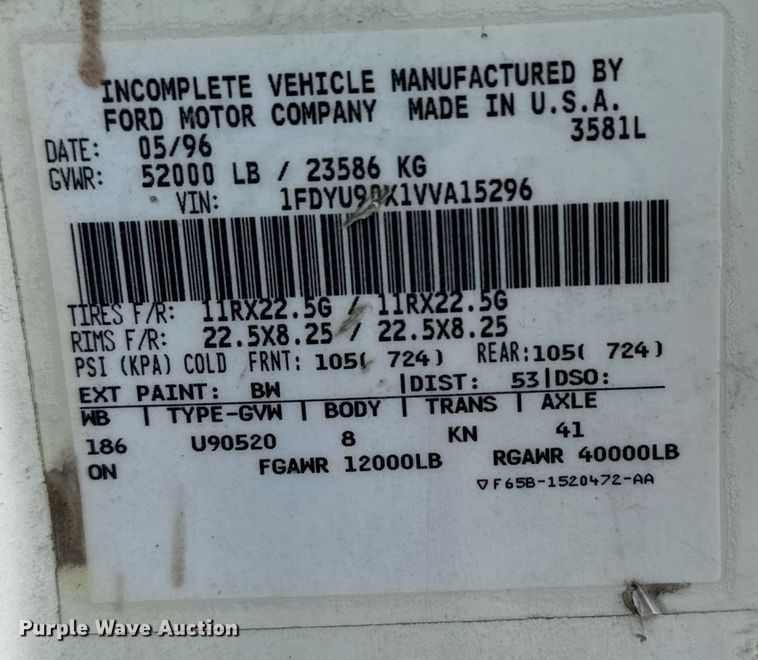 INCOMPLETE VEHICLE MANUFACTURED BY
FORD MOTOR COMPANY MADE IN U.S.A.
3581L
DATE: 05/96
GVWR: 52000 LB / 23586 KG
VIN: 1FDYU90X1VVA15296
TIRES F/R: 11RX22.5G / 11RX22.5G
RIMS F/R: 22.5X8.25 / 22.5X8.25
PSI (KPA) COLD FRNT: 105( 724) REAR:105( 724)
EXT PAINT: BW |DIST: 53|DSO:
WB | TYPE-GVW | BODY | TRANS | AXLE
186 U90520 8 KN 41
ON FGAWR 12000LB RGAWR 40000LB
▽F65B-1520472-AA
Purple Wave Auction